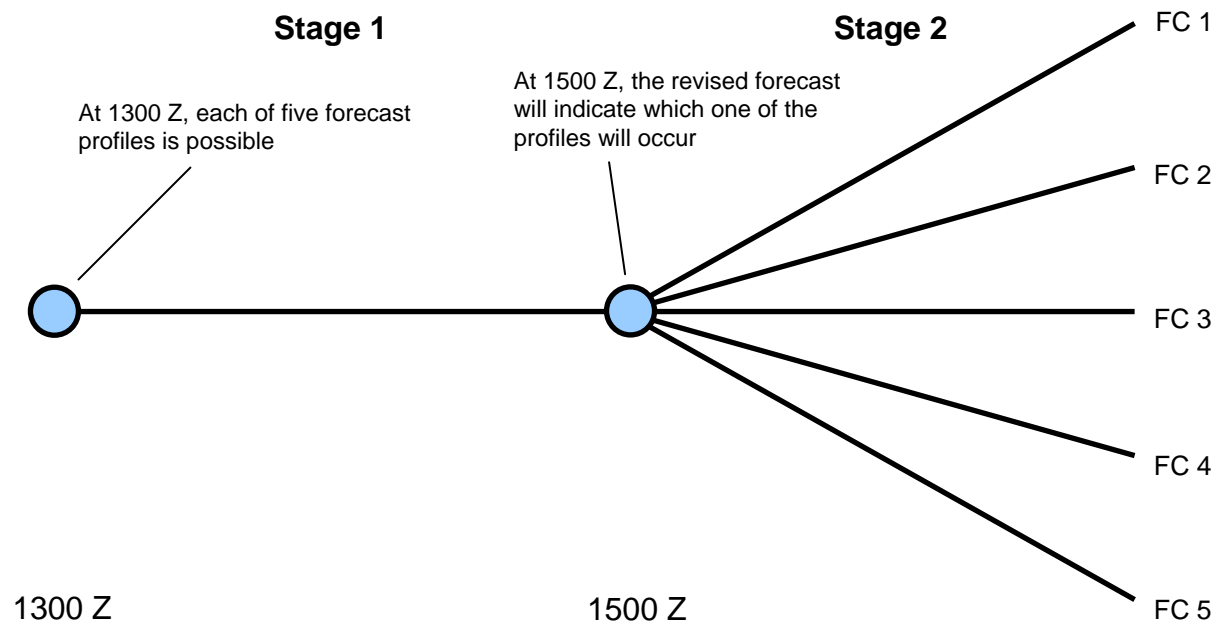 Stage 1
Stage 2
At 1300 Z, each of five forecast
profiles is possible
At 1500 Z, the revised forecast
will indicate which one of the
profiles will occur
FC 1
FC 2
FC 3
FC 4
FC 5
1300 Z
1500 Z